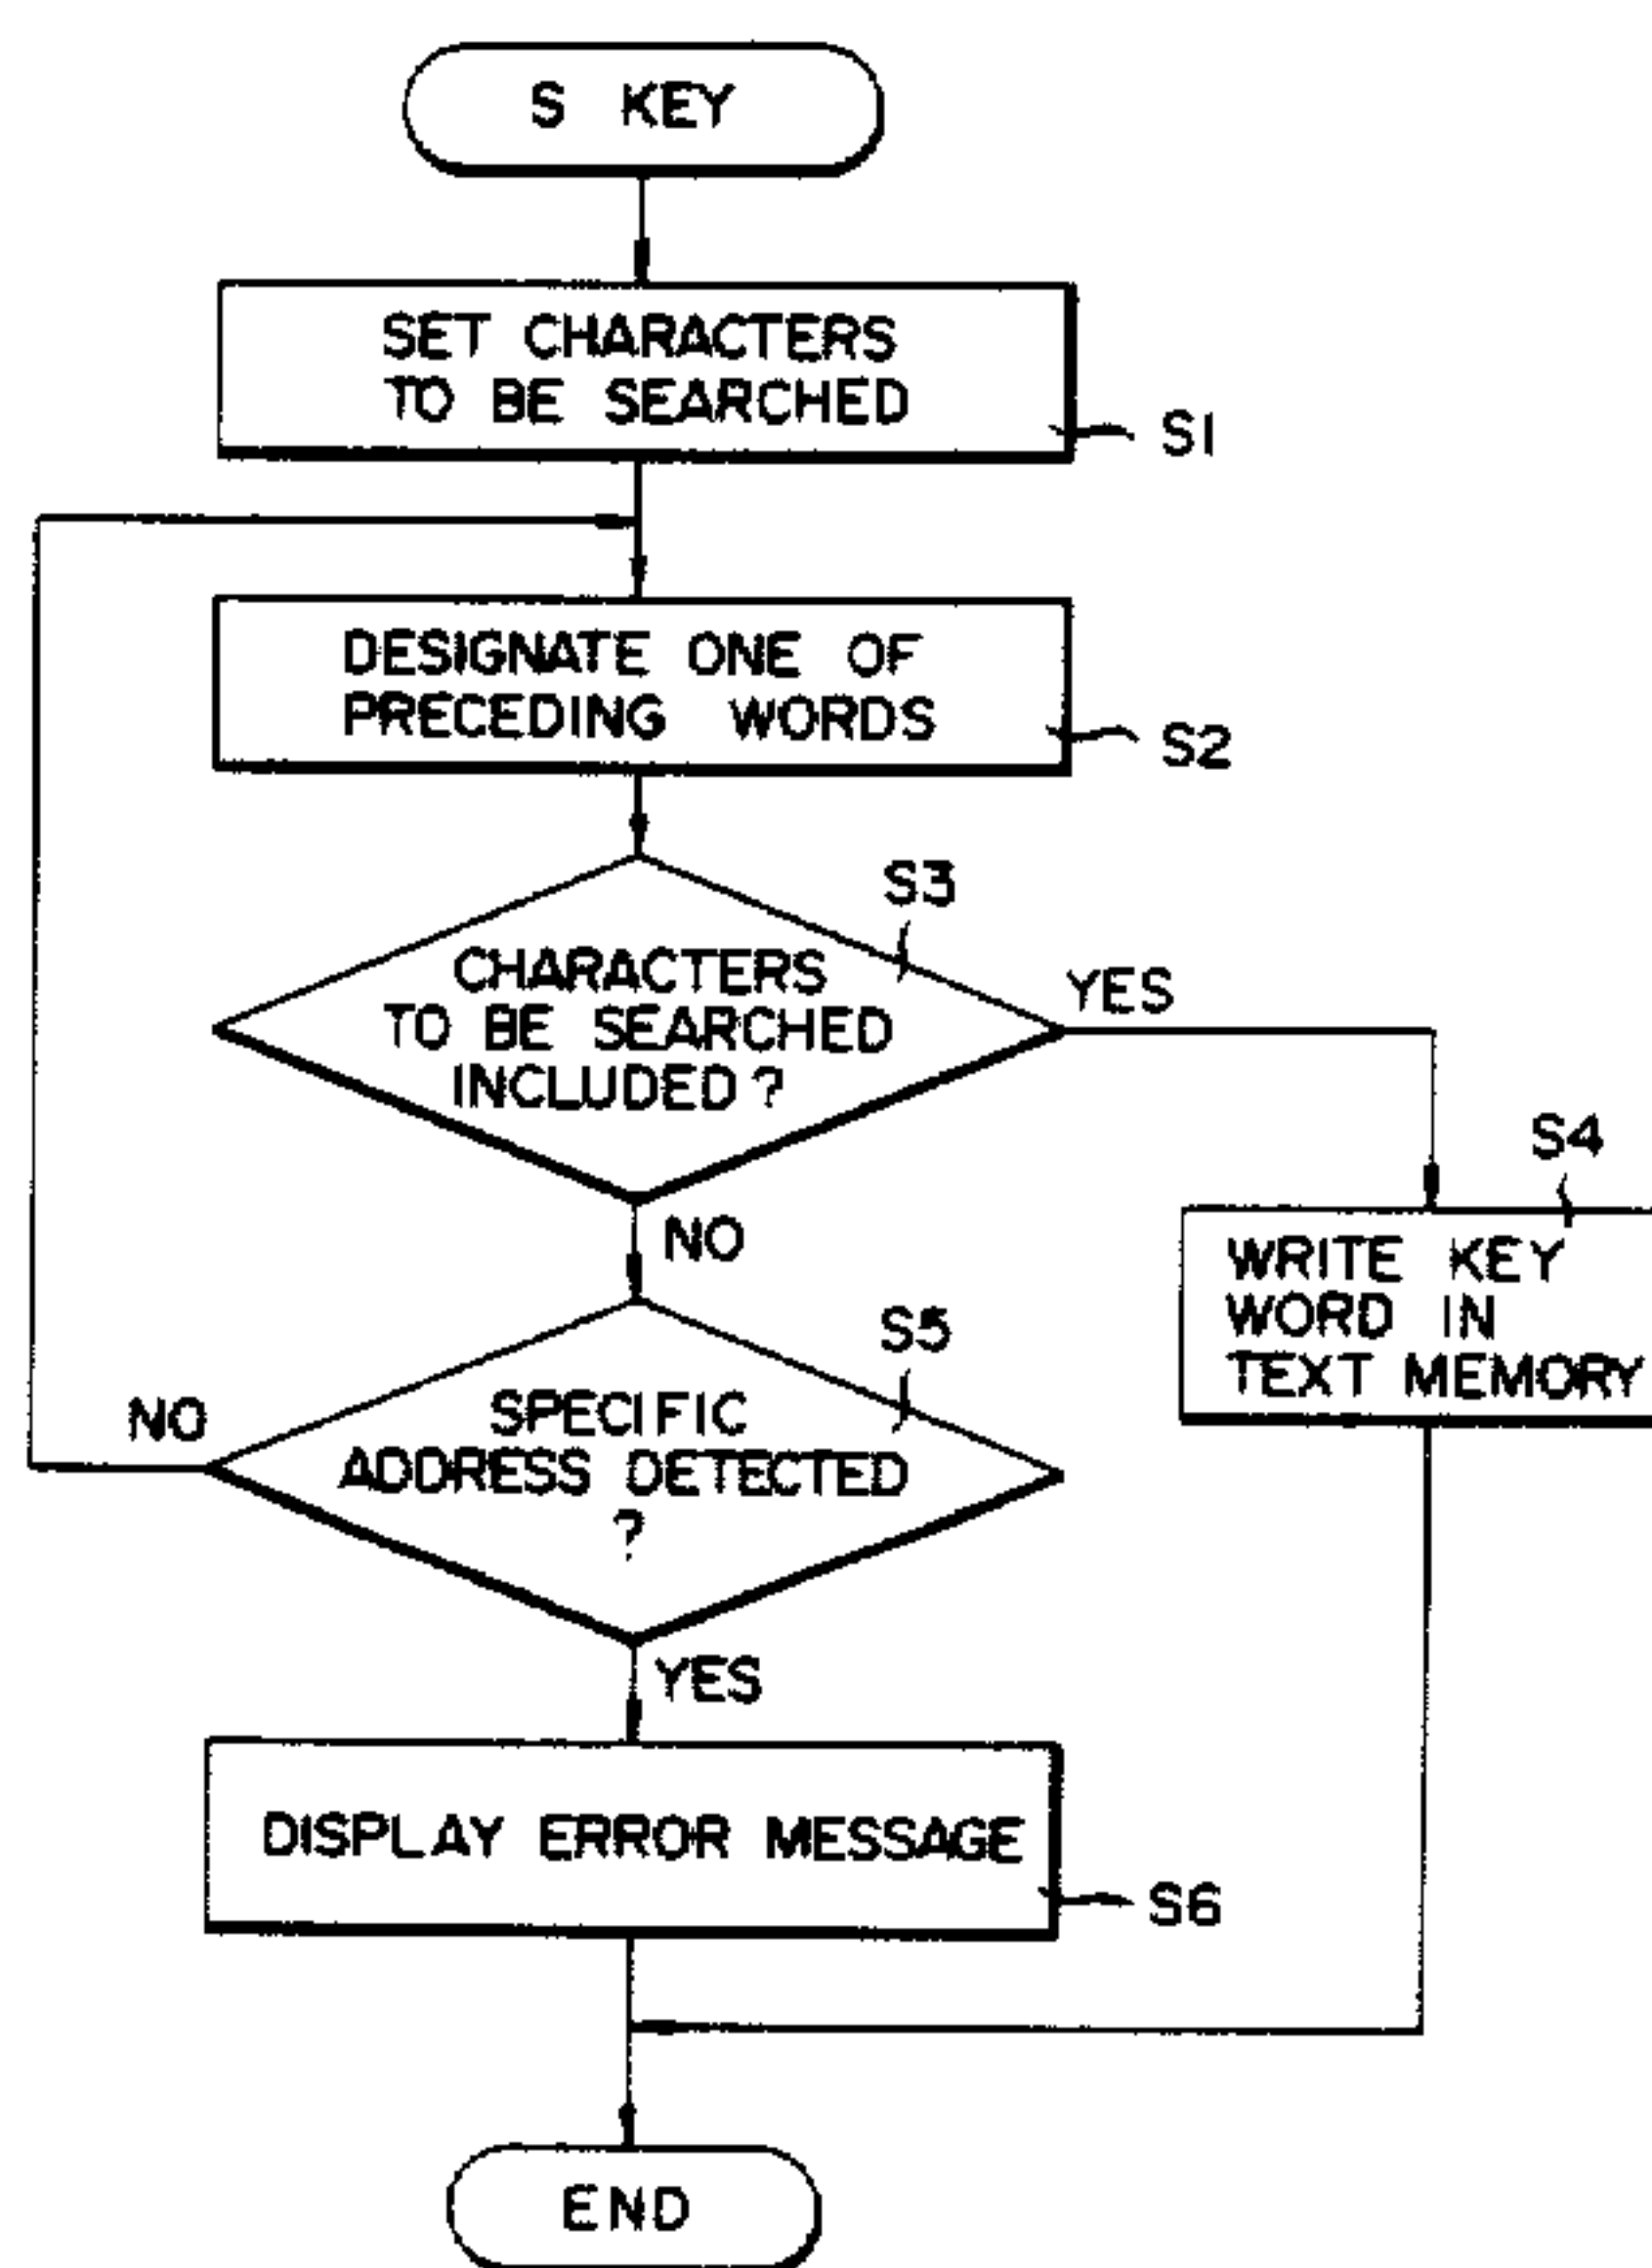 S KEY
SET CHARACTERS
TO BE SEARCHED
S1
DESIGNATE ONE OF
PRECEDING WORDS
S2
S3
CHARACTERS
TO BE SEARCHED
INCLUDED?
YES
NO
S4
WRITE KEY
WORD IN
TEXT MEMORY
S5
SPECIFIC
ADDRESS DETECTED
?
NO
YES
DISPLAY ERROR MESSAGE
S6
END